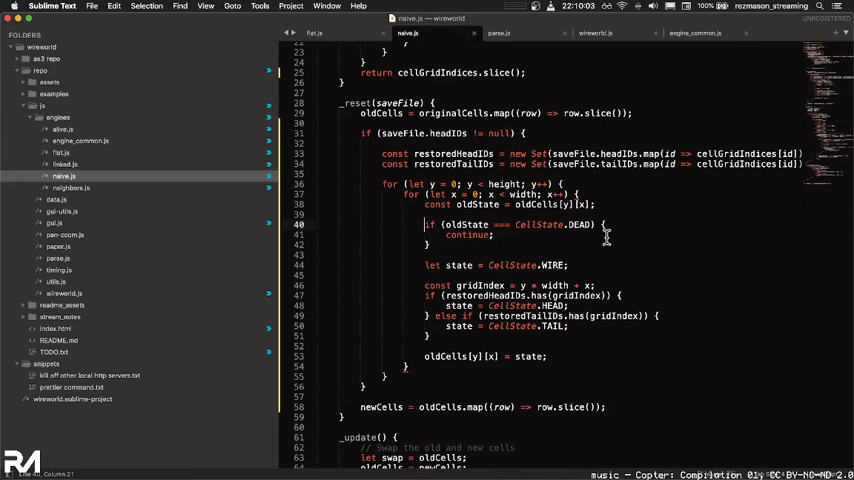 Sublime Text File Edit Selection Find View Goto Tools Project Window Help 100% 22:10:03 rezmason_streaming
naive.js — wireworld
UNREGISTERED
FOLDERS
flat.js
naive.js
parse.js
wireworld.js
engine_common.js
wireworld
as3 repo
repo
assets
examples
js
engines
alive.js
engine_common.js
flat.js
linked.js
naive.js
neighbors.js
data.js
gui-utils.js
gui.js
pan-zoom.js
paper.js
parse.js
timing.js
utils.js
wireworld.js
readme_assets
stream_notes
index.html
README.md
TODO.txt
snippets
kill off other local http servers.txt
prettier command.txt
wireworld.sublime-project
22 }
23 }
24 }
25 return cellGridIndices.slice();
26 }
27
28 _reset(saveFile) {
29 oldCells = originalCells.map((row) => row.slice());
30
31 if (saveFile.headIDs != null) {
32
33 const restoredHeadIDs = new Set(saveFile.headIDs.map(id => cellGridIndices[id])
34 const restoredTailIDs = new Set(saveFile.tailIDs.map(id => cellGridIndices[id])
35
36 for (let y = 0; y < height; y++) {
37 for (let x = 0; x < width; x++) {
38 const oldState = oldCells[y][x];
39
40 if (oldState === CellState.DEAD) {
41 continue;
42 }
43
44 let state = CellState.WIRE;
45
46 const gridIndex = y * width + x;
47 if (restoredHeadIDs.has(gridIndex)) {
48 state = CellState.HEAD;
49 } else if (restoredTailIDs.has(gridIndex)) {
50 state = CellState.TAIL;
51 }
52
53 oldCells[y][x] = state;
54 }
55 }
56 }
57
58 newCells = oldCells.map((row) => row.slice());
59 }
60
61 _update() {
62 // Swap the old and new cells
63 let swap = oldCells;
RM
Line 40, Column 21
music — Copter: Compilation 01, CC BY-NC-ND 2.0